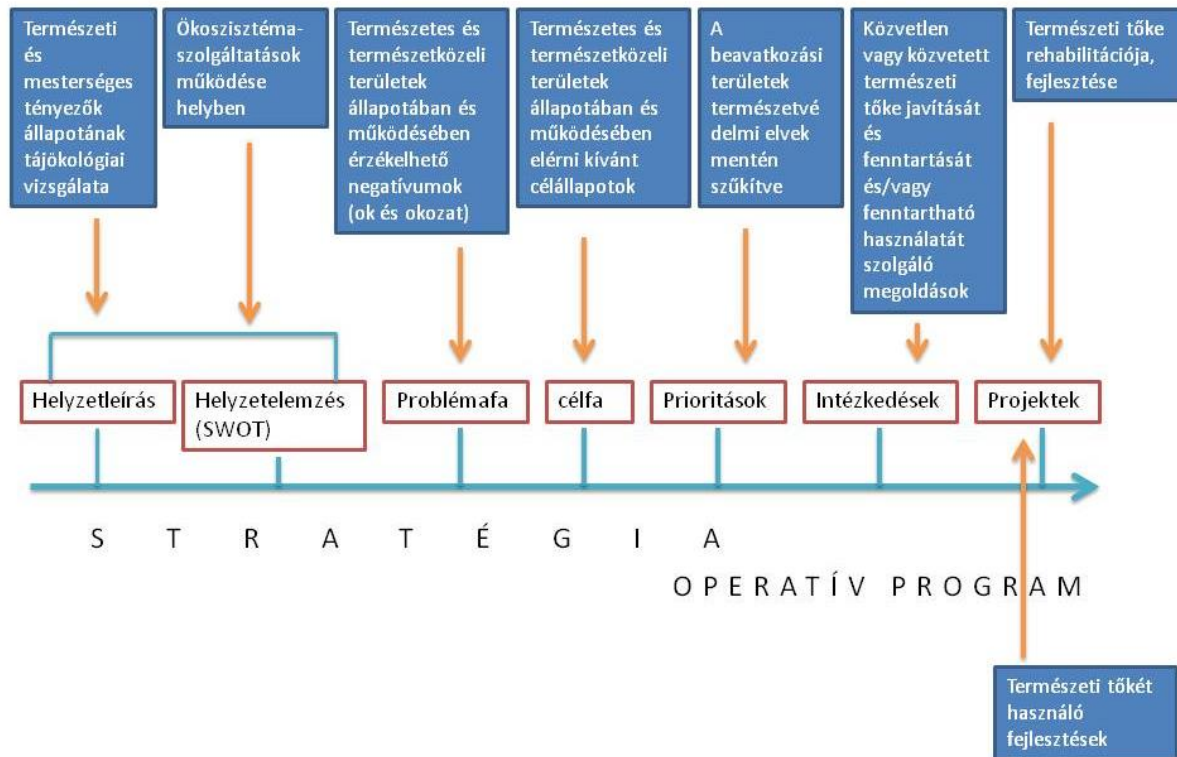 Természeti
és
mesterséges
tényezők
állapotának
tájökológiai
vizsgálata
Ökoszisztéma-
szolgáltatások
működése
helyben
Természetes és
természetközeli
területek
állapotában és
működésében
érzékelhető
negatívumok
(ok és okozat)
Természetes és
természetközeli
területek
állapotában és
működésében
elérni kívánt
célállapotok
A
beavatkozási
területek
természetvé
delmi elvek
mentén
szűkítve
Közvetlen
vagy közvetett
természeti
tőke javítását
és
fenntartását
és/vagy
fenntartható
használatát
szolgáló
megoldások
Természeti tőke
rehabilitációja,
fejlesztése
Helyzetleírás
Helyzetelemzés
(SWOT)
Problémafa
célfa
Prioritások
Intézkedések
Projektek
S T R A T É G I A
O P E R A T Í V P R O G R A M
Természeti tőkét
használó
fejlesztések